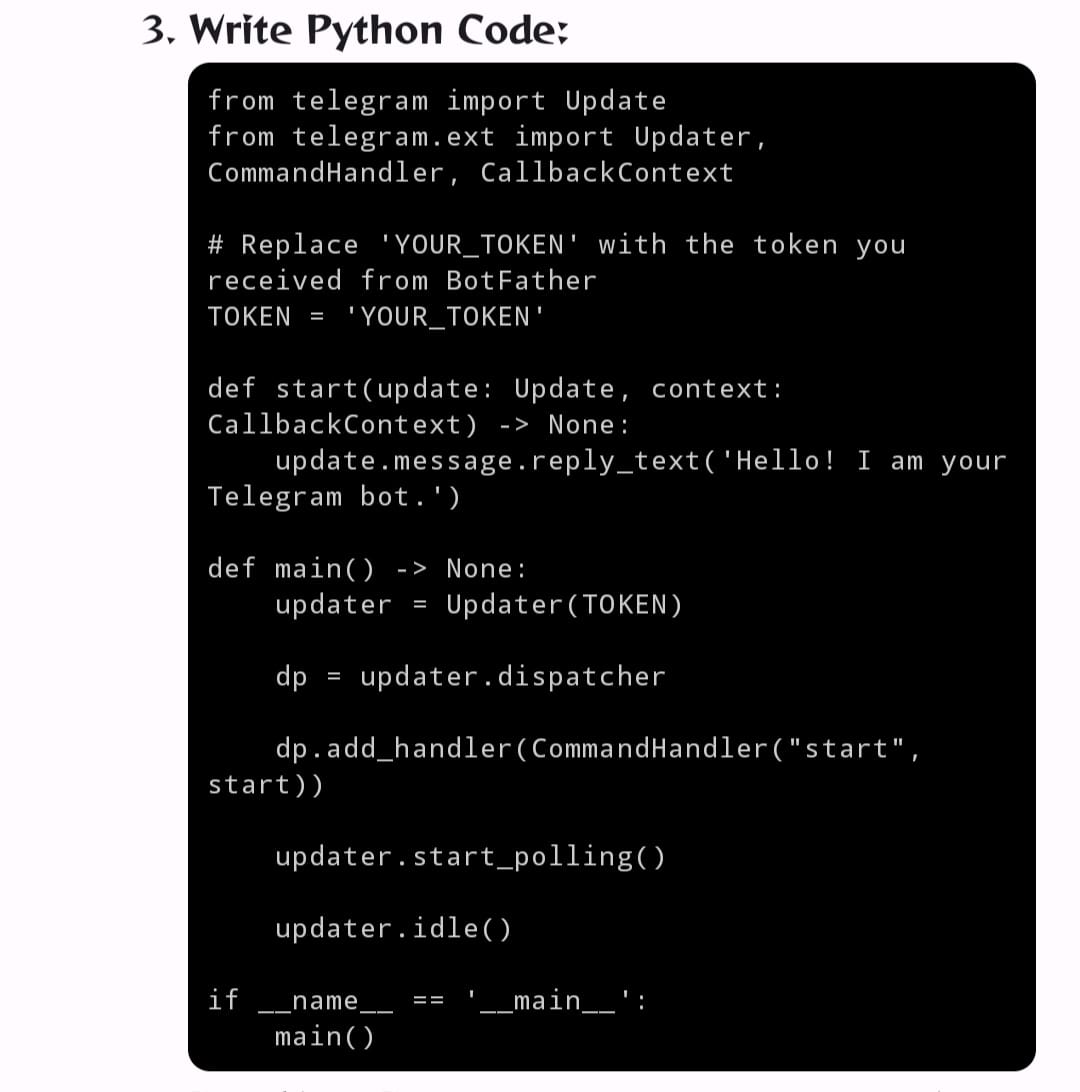 3. Write Python Code:
from telegram import Update
from telegram.ext import Updater,
CommandHandler, CallbackContext
# Replace 'YOUR_TOKEN' with the token you
received from BotFather
TOKEN = 'YOUR_TOKEN'
def start(update: Update, context:
CallbackContext) -> None:
    update.message.reply_text('Hello! I am your
Telegram bot.')
def main() -> None:
    updater = Updater(TOKEN)
    dp = updater.dispatcher
    dp.add_handler(CommandHandler("start",
start))
    updater.start_polling()
    updater.idle()
if __name__ == '__main__':
    main()